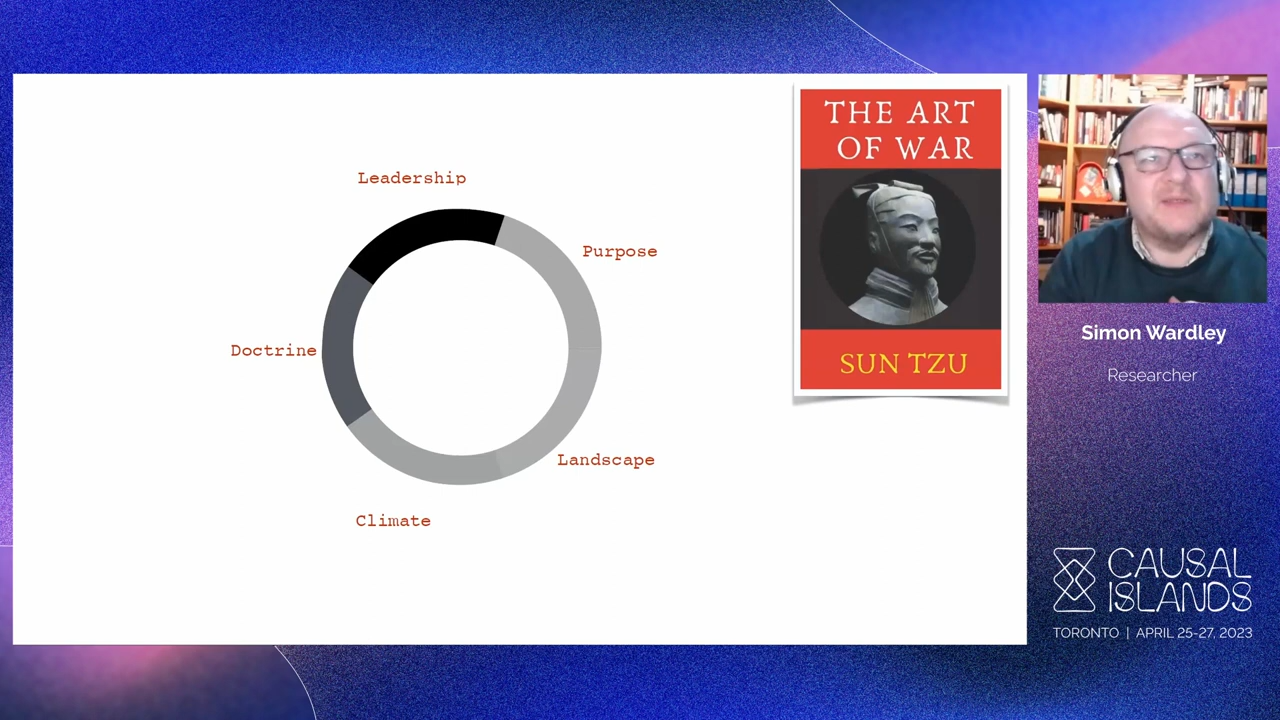 Leadership
Purpose
Doctrine
Landscape
Climate
THE ART
OF WAR
SUN TZU
Simon Wardley
Researcher
CAUSAL
ISLANDS
TORONTO | APRIL 25-27, 2023